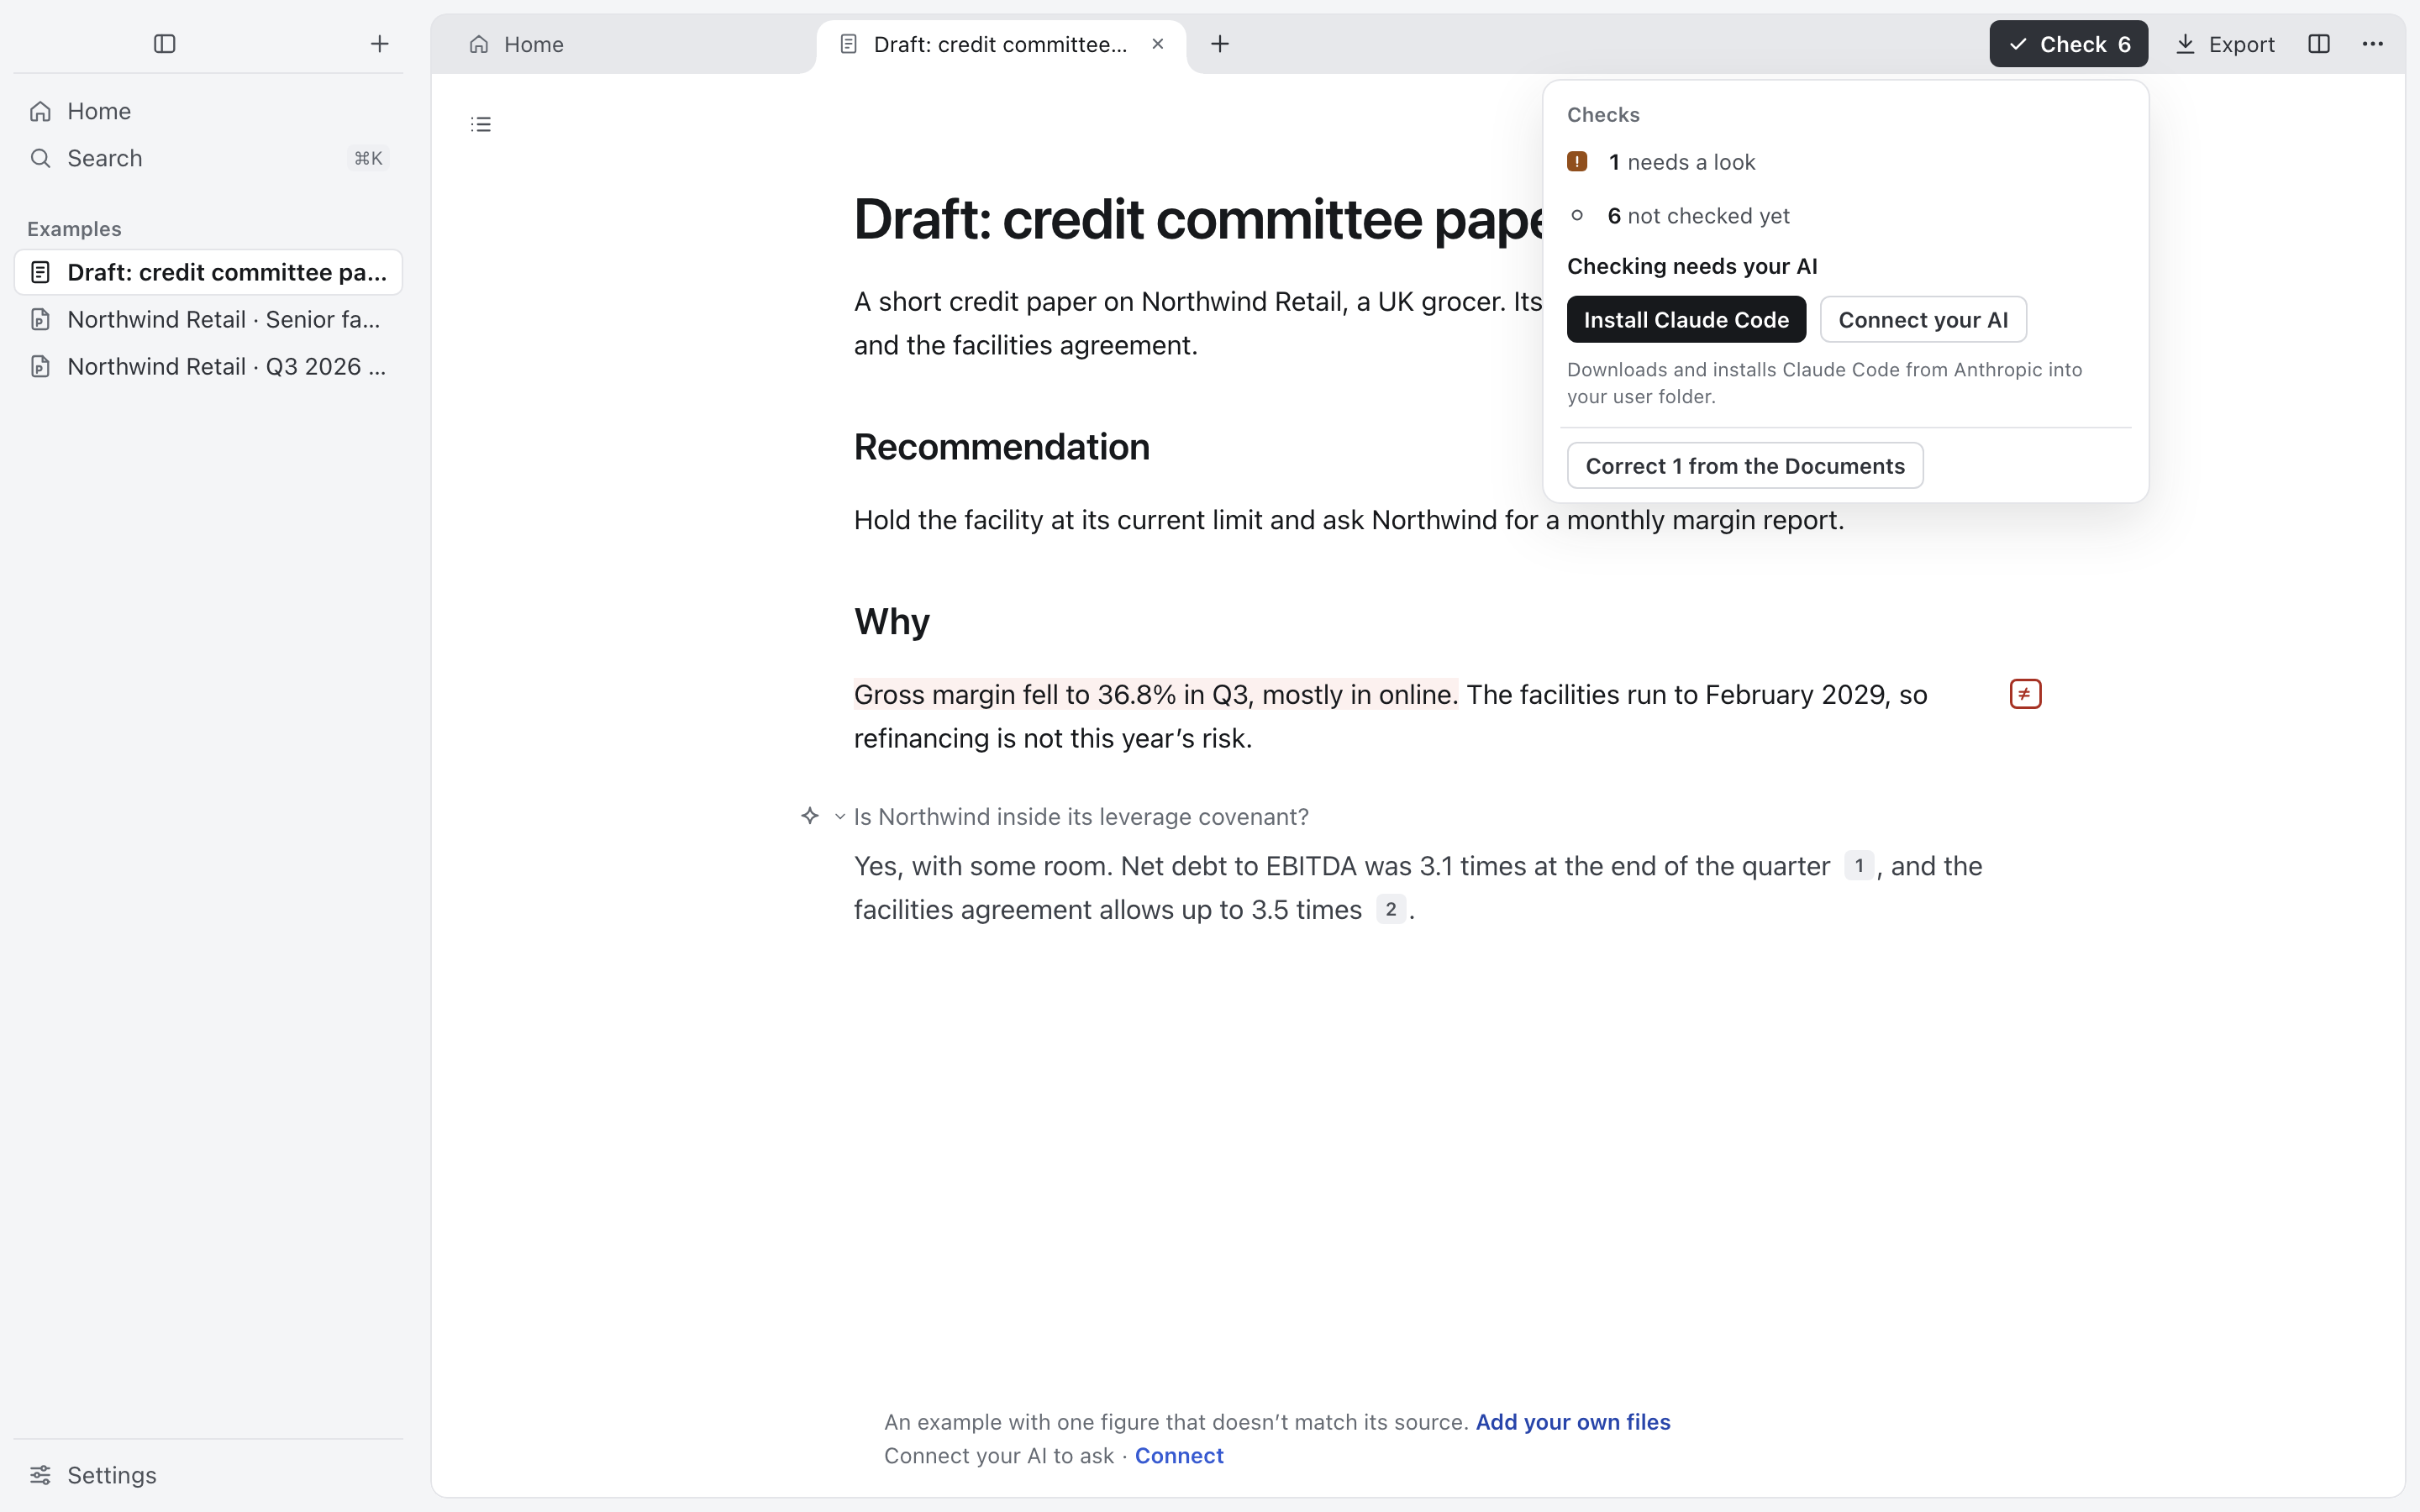 Home
Search ⌘K
Examples
Draft: credit committee pa...
Northwind Retail · Senior fa...
Northwind Retail · Q3 2026 ...
Settings
Home
Draft: credit committee...
Check 6
Export
Checks
1 needs a look
6 not checked yet
Checking needs your AI
Install Claude Code
Connect your AI
Downloads and installs Claude Code from Anthropic into
your user folder.
Correct 1 from the Documents
Draft: credit committee pape
A short credit paper on Northwind Retail, a UK grocer. Its
and the facilities agreement.
Recommendation
Hold the facility at its current limit and ask Northwind for a monthly margin report.
Why
Gross margin fell to 36.8% in Q3, mostly in online. The facilities run to February 2029, so ≠
refinancing is not this year’s risk.
Is Northwind inside its leverage covenant?
Yes, with some room. Net debt to EBITDA was 3.1 times at the end of the quarter 1, and the
facilities agreement allows up to 3.5 times 2.
An example with one figure that doesn’t match its source. Add your own files
Connect your AI to ask · Connect